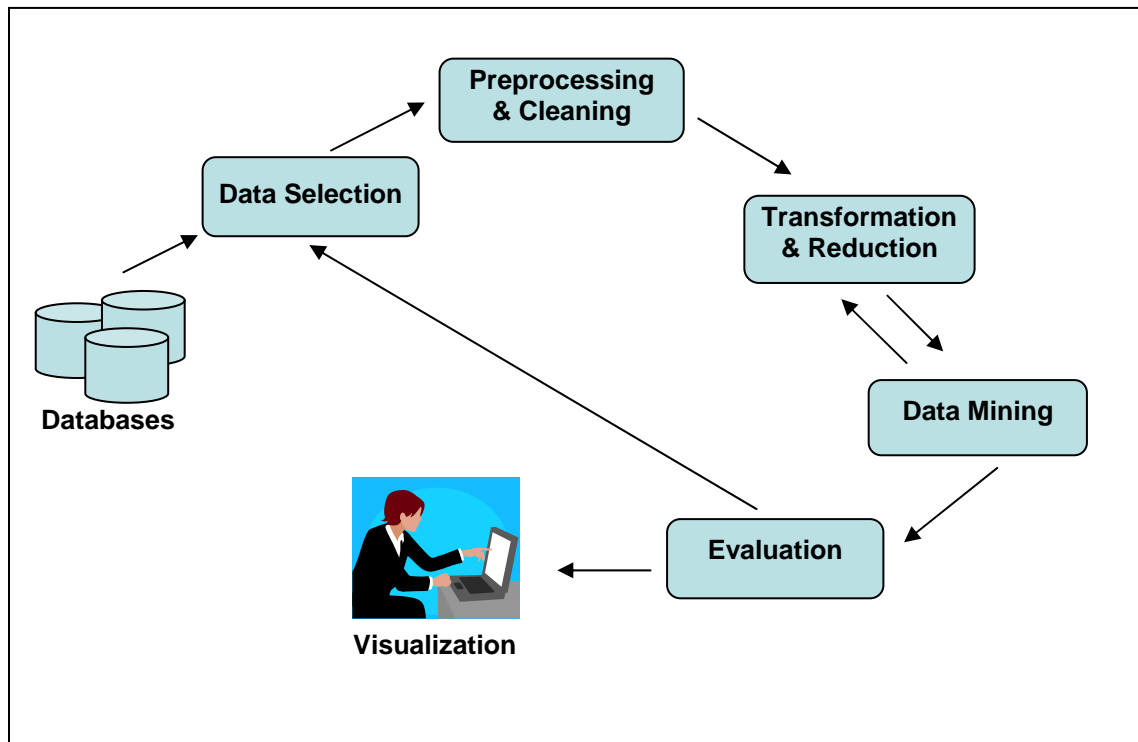 Preprocessing
& Cleaning
Data Selection
Transformation
& Reduction
Databases
Data Mining
Evaluation
Visualization